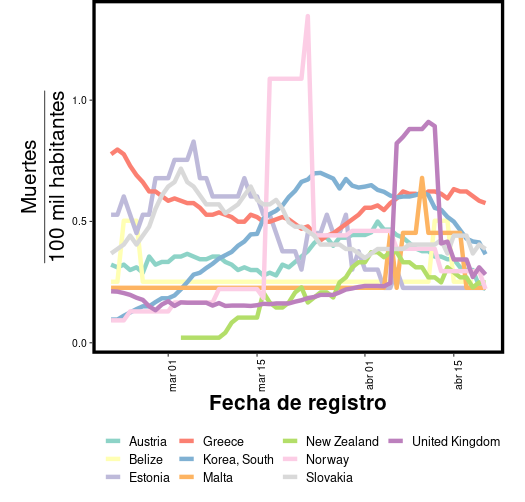 Muertes
100 mil habitantes
1.0
0.5
0.0
mar 01
mar 15
abr 01
abr 15
Fecha de registro
Austria
Greece
New Zealand
United Kingdom
Belize
Korea, South
Norway
Estonia
Malta
Slovakia